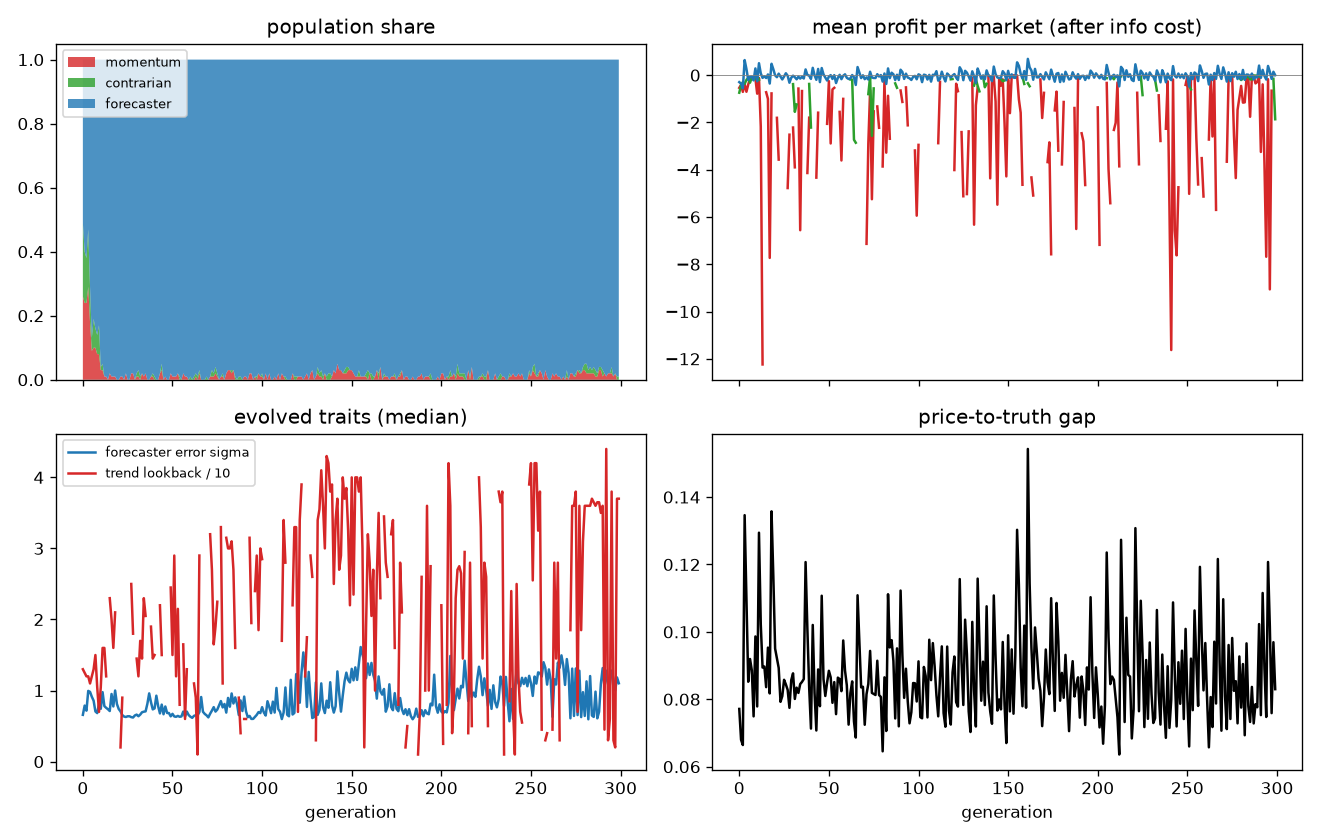 population share
1.0
0.8
0.6
0.4
0.2
0.0
momentum
contrarian
forecaster
mean profit per market (after info cost)
0
−2
−4
−6
−8
−10
−12
evolved traits (median)
4
3
2
1
0
forecaster error sigma
trend lookback / 10
0 50 100 150 200 250 300
generation
price-to-truth gap
0.14
0.12
0.10
0.08
0.06
0 50 100 150 200 250 300
generation